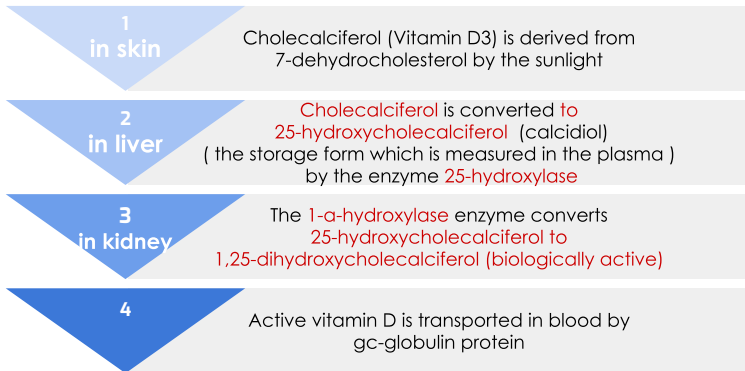 1
in skin
Cholecalciferol (Vitamin D3) is derived from
7-dehydrocholesterol by the sunlight
2
in liver
Cholecalciferol is converted to
25-hydroxycholecalciferol (calcidiol)
( the storage form which is measured in the plasma )
by the enzyme 25-hydroxylase
3
in kidney
The 1-a-hydroxylase enzyme converts
25-hydroxycholecalciferol to
1,25-dihydroxycholecalciferol (biologically active)
4
Active vitamin D is transported in blood by
gc-globulin protein